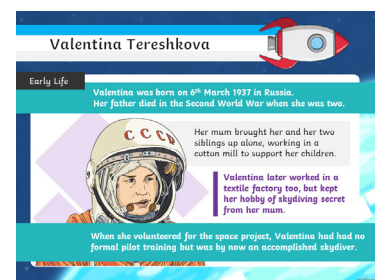 Valentina Tereshkova
Early Life
Valentina was born on 6th March 1937 in Russia.
Her father died in the Second World War when she was two.
CCCP
Her mum brought her and her two
siblings up alone, working in a
cotton mill to support her children.
Valentina later worked in a
textile factory too, but kept
her hobby of skydiving secret
from her mum.
When she volunteered for the space project, Valentina had had no
formal pilot training but was by now an accomplished skydiver.